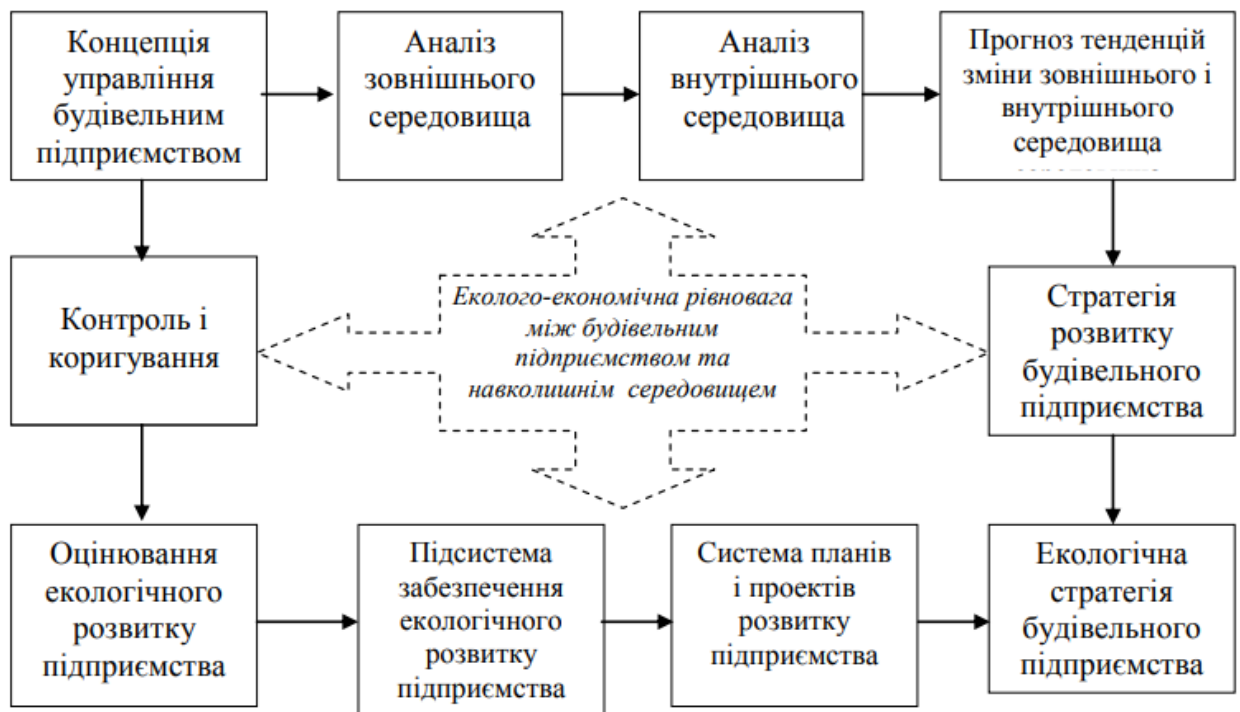 Концепція
управління
будівельним
підприємством
Аналіз
зовнішнього
середовища
Аналіз
внутрішнього
середовища
Прогноз тенденцій
зміни зовнішнього і
внутрішнього
середовища
Контроль і
коригування
Еколого-економічна рівновага
між будівельним
підприємством та
навколишнім середовищем
Стратегія
розвитку
будівельного
підприємства
Оцінювання
екологічного
розвитку
підприємства
Підсистема
забезпечення
екологічного
розвитку
підприємства
Система планів
і проектів
розвитку
підприємства
Екологічна
стратегія
будівельного
підприємства